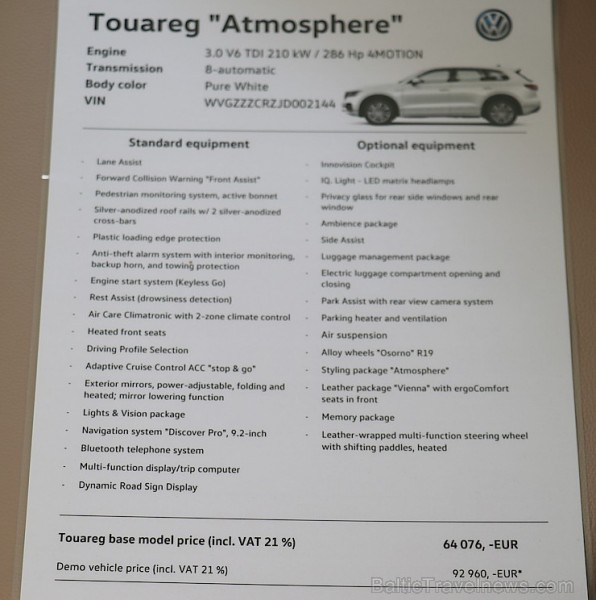 Touareg "Atmosphere"
Engine 3.0 V6 TDI 210 kW / 286 Hp 4MOTION
Transmission 8-automatic
Body color Pure White
VIN WVGZZZCRZJD002144
Standard equipment
- Lane Assist
- Forward Collision Warning "Front Assist"
- Pedestrian monitoring system, active bonnet
- Silver-anodized roof rails w/ 2 silver-anodized
cross-bars
- Plastic loading edge protection
- Anti-theft alarm system with interior monitoring,
backup horn, and towing protection
- Engine start system (Keyless Go)
- Rest Assist (drowsiness detection)
- Air Care Climatronic with 2-zone climate control
- Heated front seats
- Driving Profile Selection
- Adaptive Cruise Control ACC "stop & go"
- Exterior mirrors, power-adjustable, folding and
heated; mirror lowering function
- Lights & Vision package
- Navigation system "Discover Pro", 9.2-inch
- Bluetooth telephone system
- Multi-function display/trip computer
- Dynamic Road Sign Display
Optional equipment
- Innovision Cockpit
- IQ. Light - LED matrix headlamps
- Privacy glass for rear side windows and rear
window
- Ambience package
- Side Assist
- Luggage management package
- Electric luggage compartment opening and
closing
- Park Assist with rear view camera system
- Parking heater and ventilation
- Air suspension
- Alloy wheels "Osorno" R19
- Styling package "Atmosphere"
- Leather package "Vienna" with ergoComfort
seats in front
- Memory package
- Leather-wrapped multi-function steering wheel
with shifting paddles, heated
Touareg base model price (incl. VAT 21 %) 64 076, -EUR
Demo vehicle price (incl. VAT 21 %) 92 960, -EUR*
BalticTravelnews.com